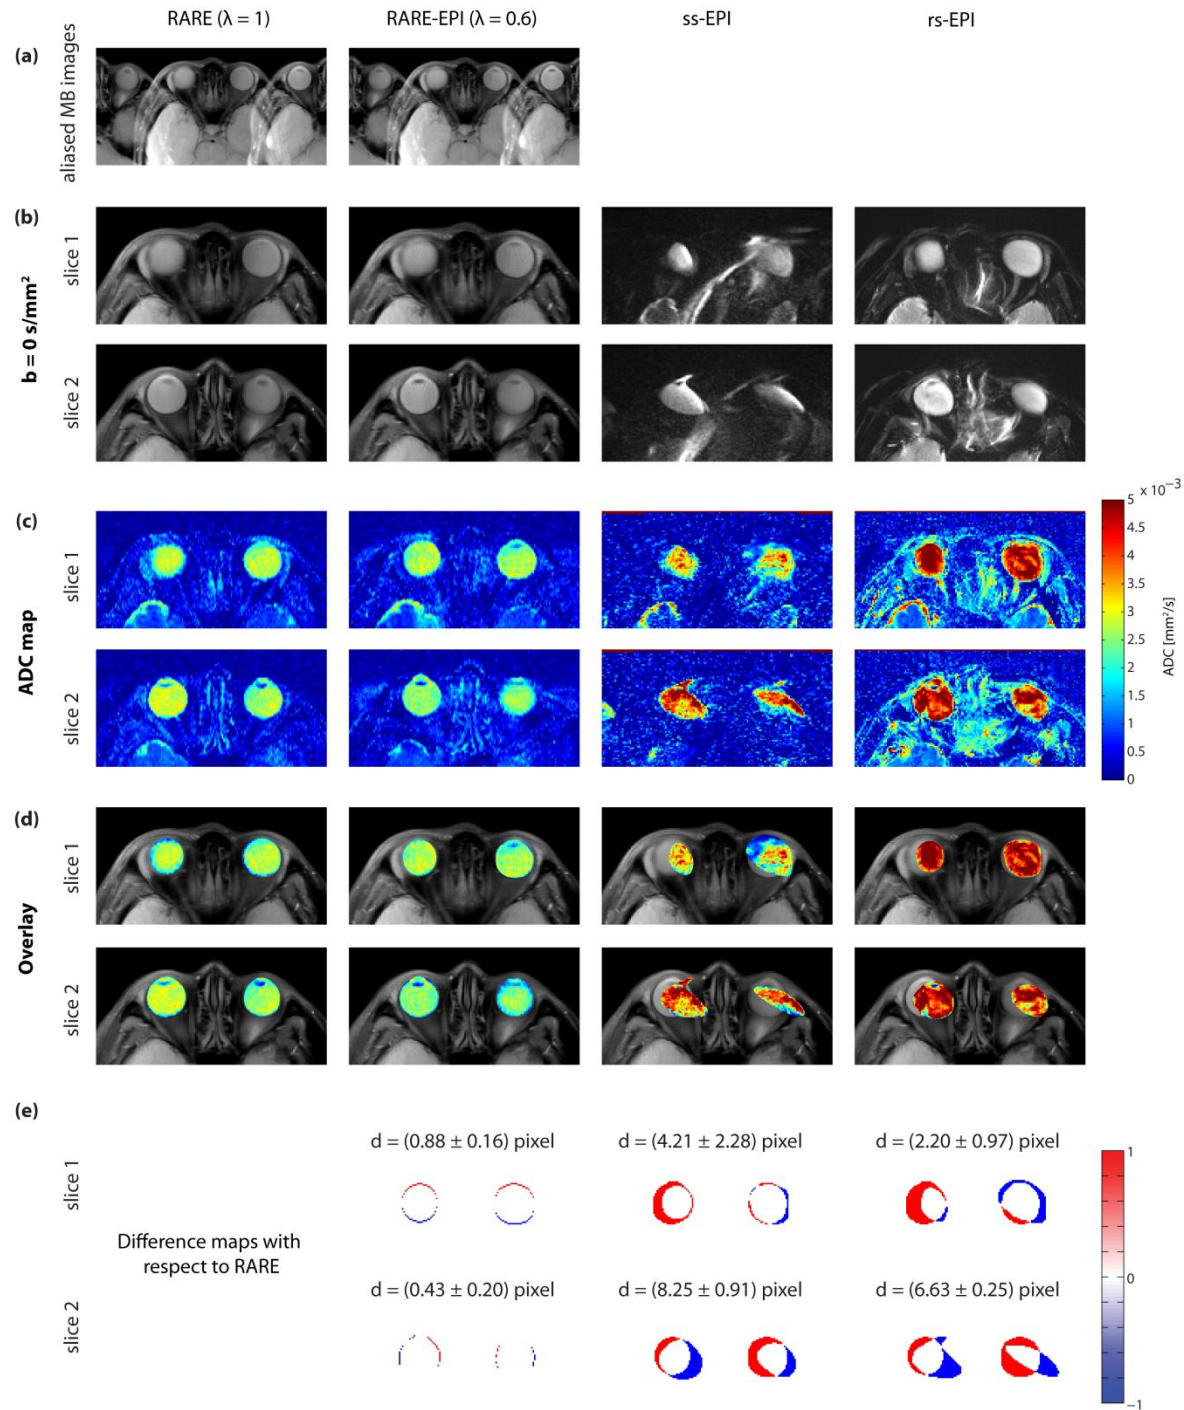 RARE (λ = 1) RARE-EPI (λ = 0.6) ss-EPI rs-EPI
(a)
aliased MB images
(b)
b = 0 s/mm²
slice 1
slice 2
(c)
ADC map
slice 1
slice 2
x 10⁻³
5
4.5
4
3.5
3
2.5
2
1.5
1
0.5
0
ADC [mm²/s]
(d)
Overlay
slice 1
slice 2
(e)
slice 1
d = (0.88 ± 0.16) pixel d = (4.21 ± 2.28) pixel d = (2.20 ± 0.97) pixel
Difference maps with
respect to RARE
slice 2
d = (0.43 ± 0.20) pixel d = (8.25 ± 0.91) pixel d = (6.63 ± 0.25) pixel
1
0
−1